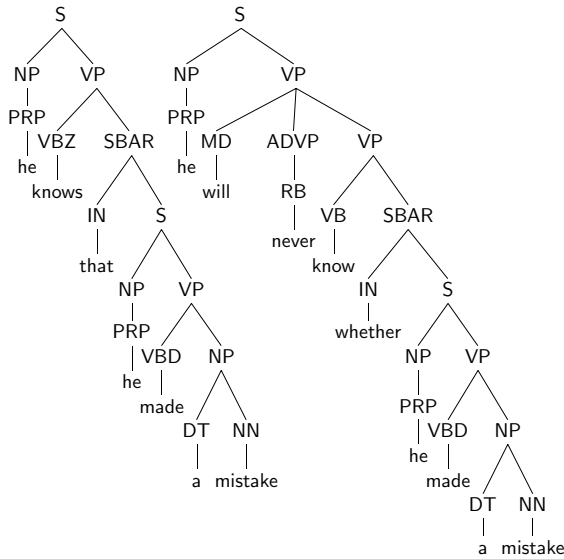 S S
NP VP NP VP
PRP PRP
VBZ SBAR MD ADVP VP
he he
knows will RB
IN S VB SBAR
never
that know
NP VP IN S
PRP whether
VBD NP NP VP
he
made PRP
DT NN VBD NP
he
a mistake made
DT NN
a mistake